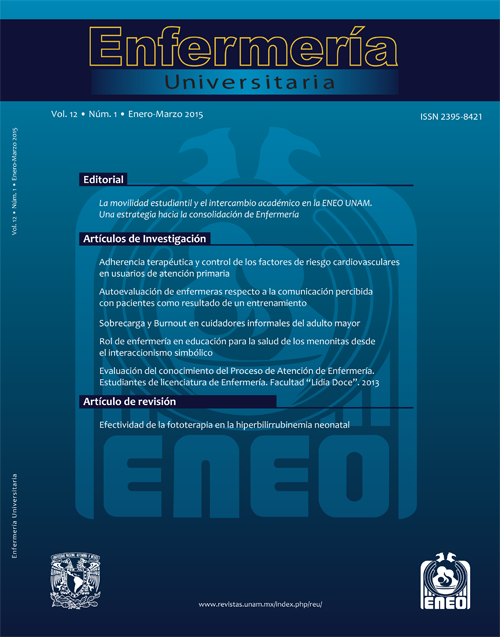 Enfermería
Universitaria
Vol. 12 • Núm. 1 • Enero-Marzo 2015
ISSN 2395-8421
Vol. 12 • Núm. 1 • Enero-Marzo 2015
Editorial
La movilidad estudiantil y el intercambio académico en la ENEO UNAM.
Una estrategia hacia la consolidación de Enfermería
Artículos de Investigación
Adherencia terapéutica y control de los factores de riesgo cardiovasculares
en usuarios de atención primaria
Autoevaluación de enfermeras respecto a la comunicación percibida
con pacientes como resultado de un entrenamiento
Sobrecarga y Burnout en cuidadores informales del adulto mayor
Rol de enfermería en educación para la salud de los menonitas desde
el interaccionismo simbólico
Evaluación del conocimiento del Proceso de Atención de Enfermería.
Estudiantes de licenciatura de Enfermería. Facultad “Lidia Doce”. 2013
Artículo de revisión
Efectividad de la fototerapia en la hiperbilirrubinemia neonatal
ENEO
Enfermería Universitaria
www.revistas.unam.mx/index.php/reu/
ENEO